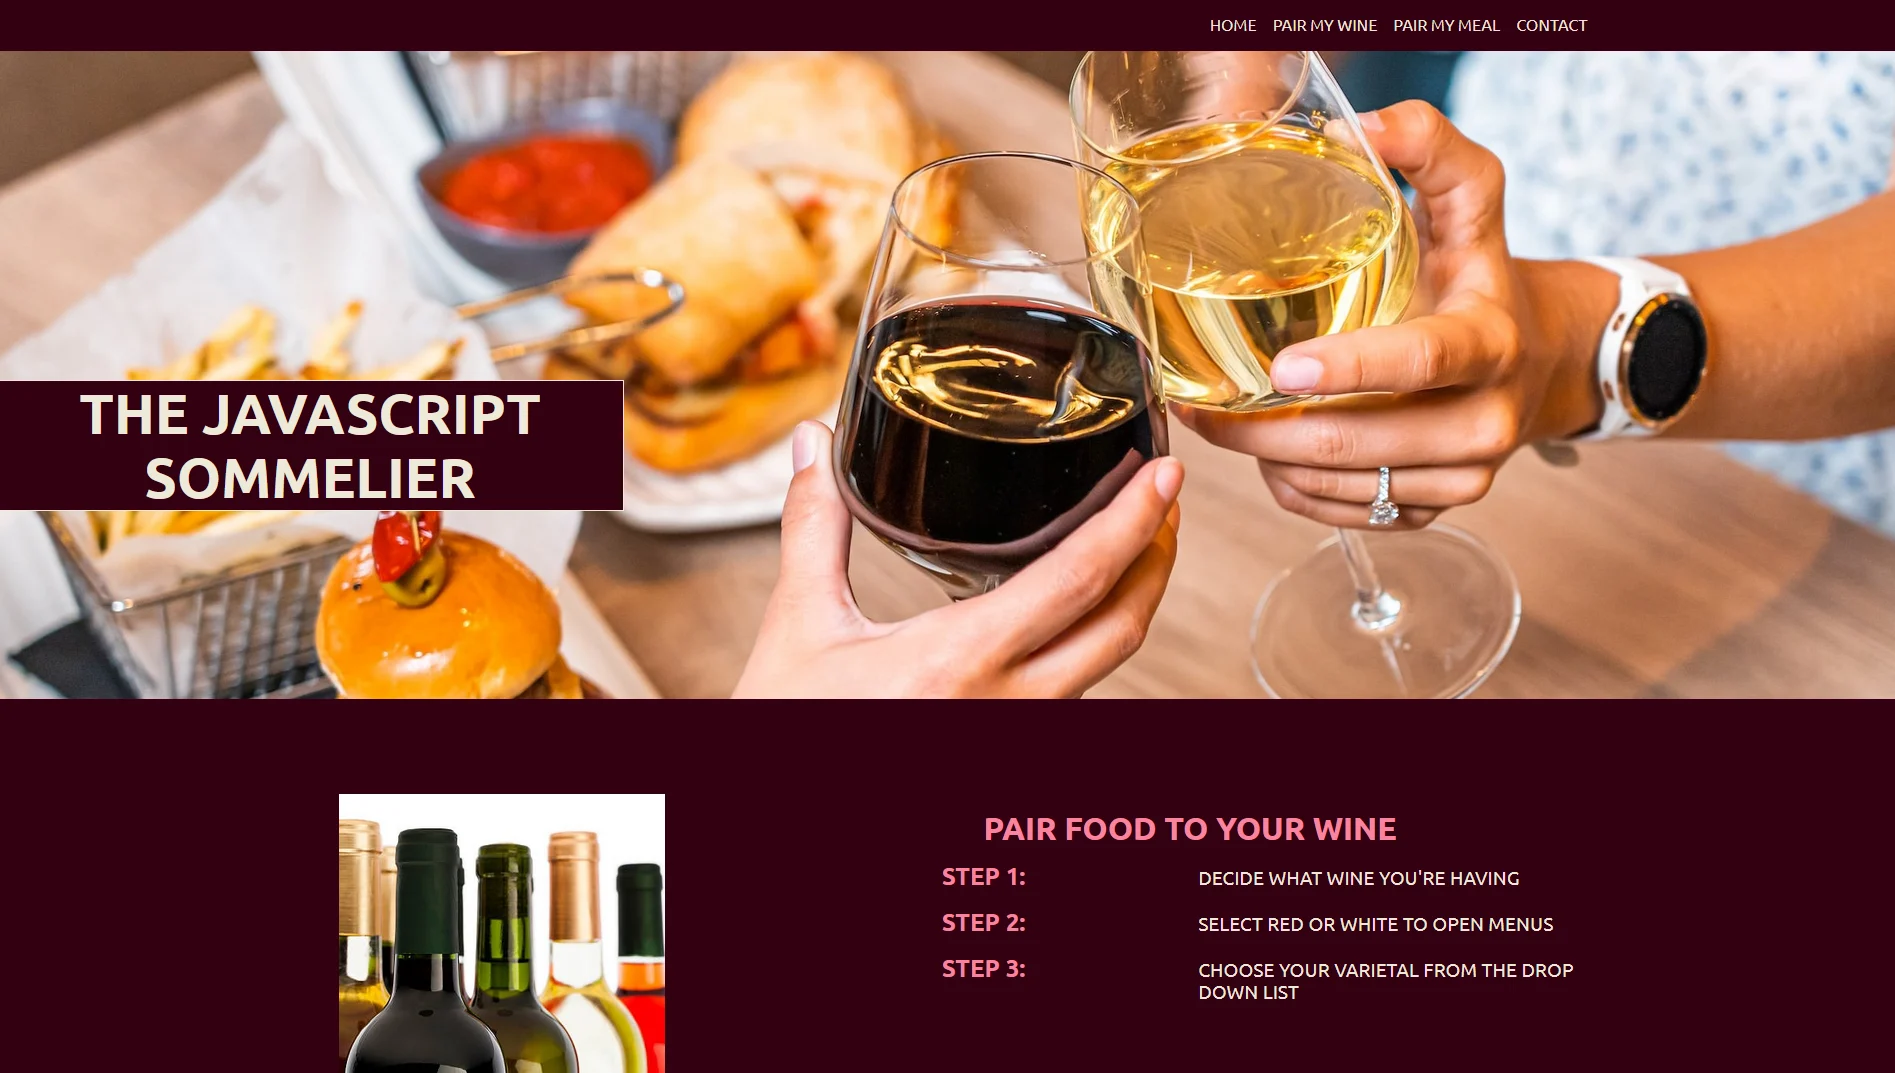 HOME PAIR MY WINE PAIR MY MEAL CONTACT
THE JAVASCRIPT
SOMMELIER
PAIR FOOD TO YOUR WINE
STEP 1: DECIDE WHAT WINE YOU'RE HAVING
STEP 2: SELECT RED OR WHITE TO OPEN MENUS
STEP 3: CHOOSE YOUR VARIETAL FROM THE DROP
DOWN LIST